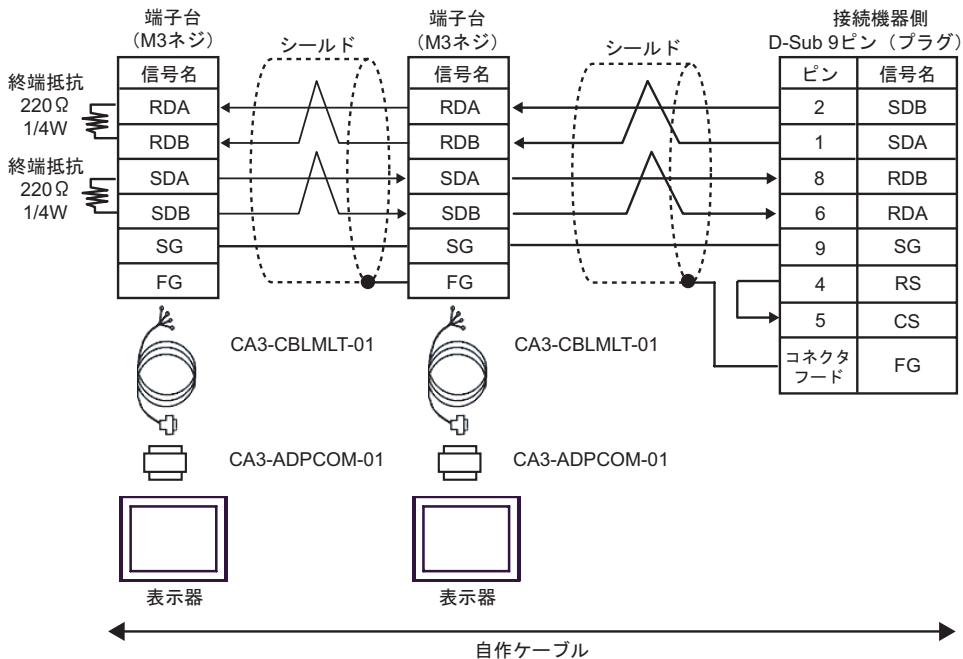 端子台
（M3ネジ）
シールド
端子台
（M3ネジ）
シールド
接続機器側
D-Sub 9ピン（プラグ）
終端抵抗
220Ω
1/4W
終端抵抗
220Ω
1/4W
信号名
RDA
RDB
SDA
SDB
SG
FG
信号名
RDA
RDB
SDA
SDB
SG
FG
ピン 信号名
2 SDB
1 SDA
8 RDB
6 RDA
9 SG
4 RS
5 CS
コネクタ
フード FG
CA3-CBLMLT-01
CA3-CBLMLT-01
CA3-ADPCOM-01
CA3-ADPCOM-01
表示器
表示器
自作ケーブル